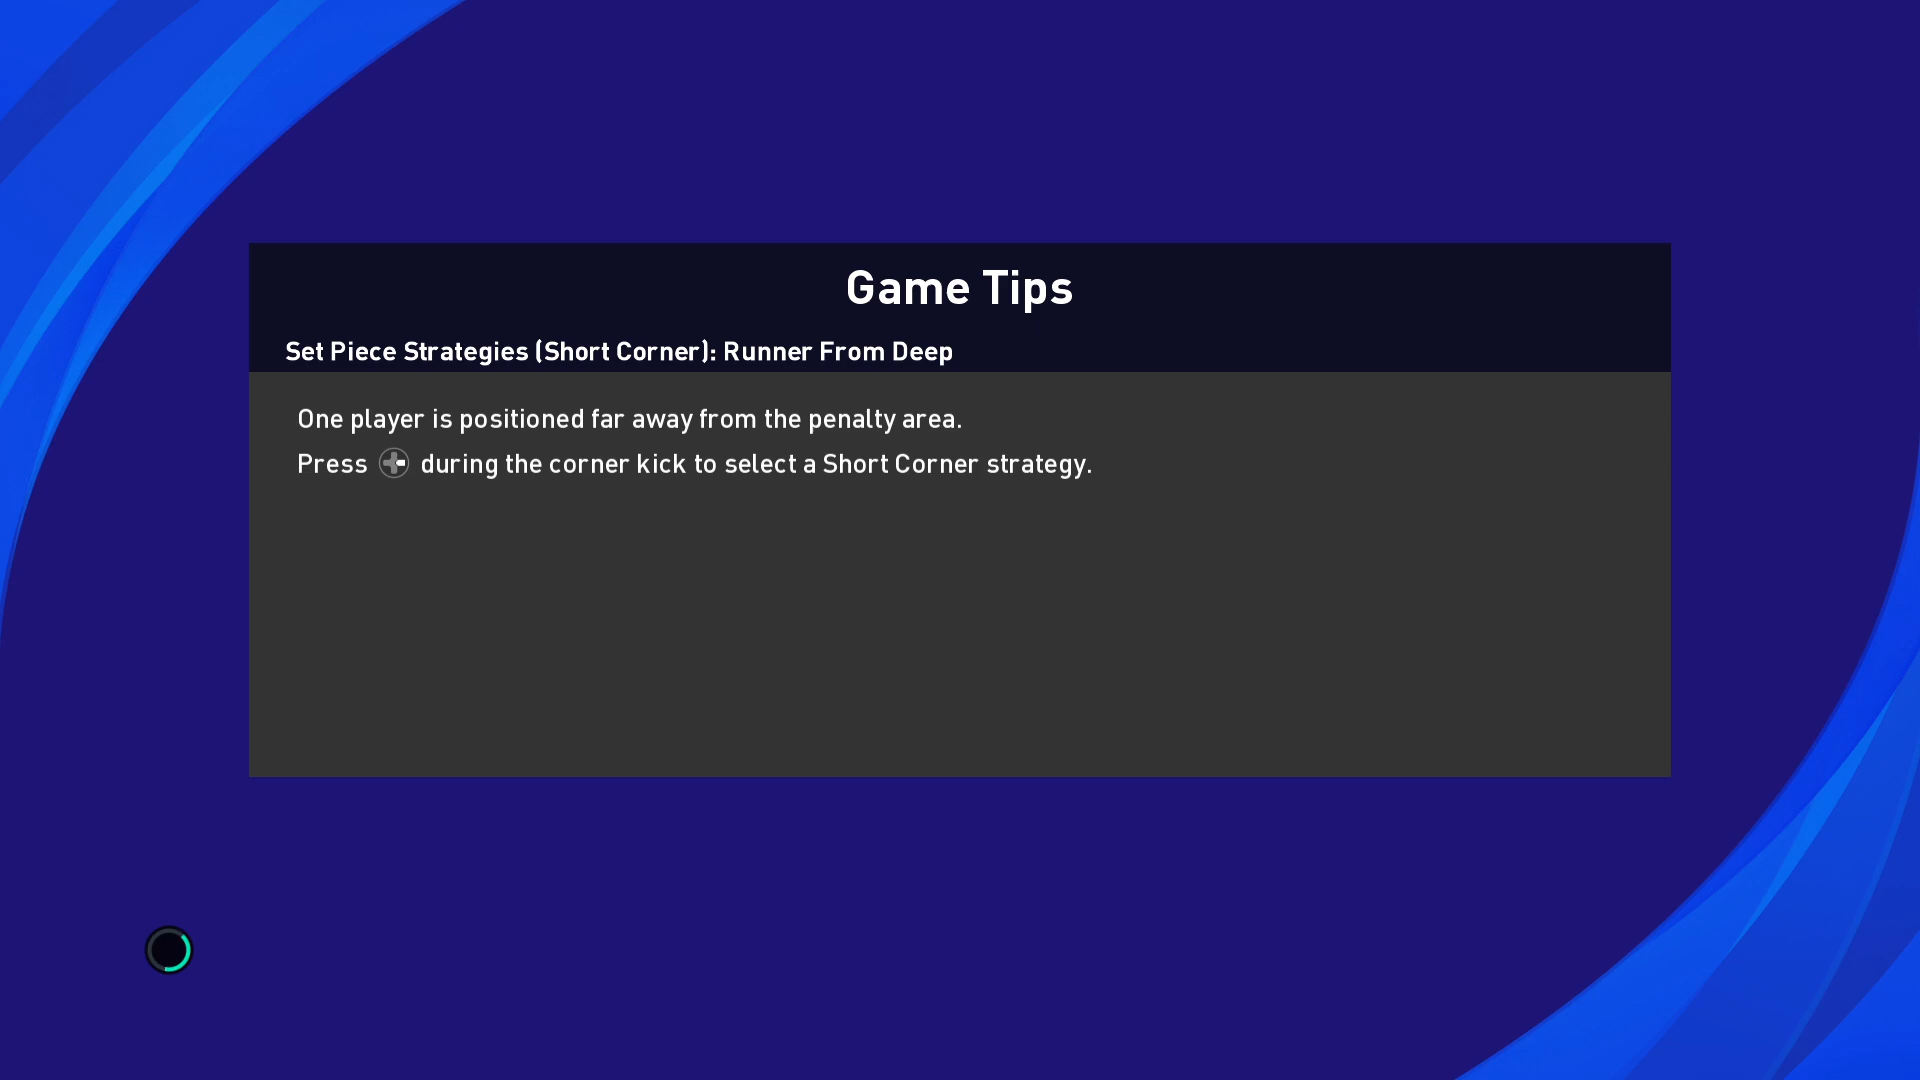 Game Tips
Set Piece Strategies (Short Corner): Runner From Deep
One player is positioned far away from the penalty area.
Press during the corner kick to select a Short Corner strategy.